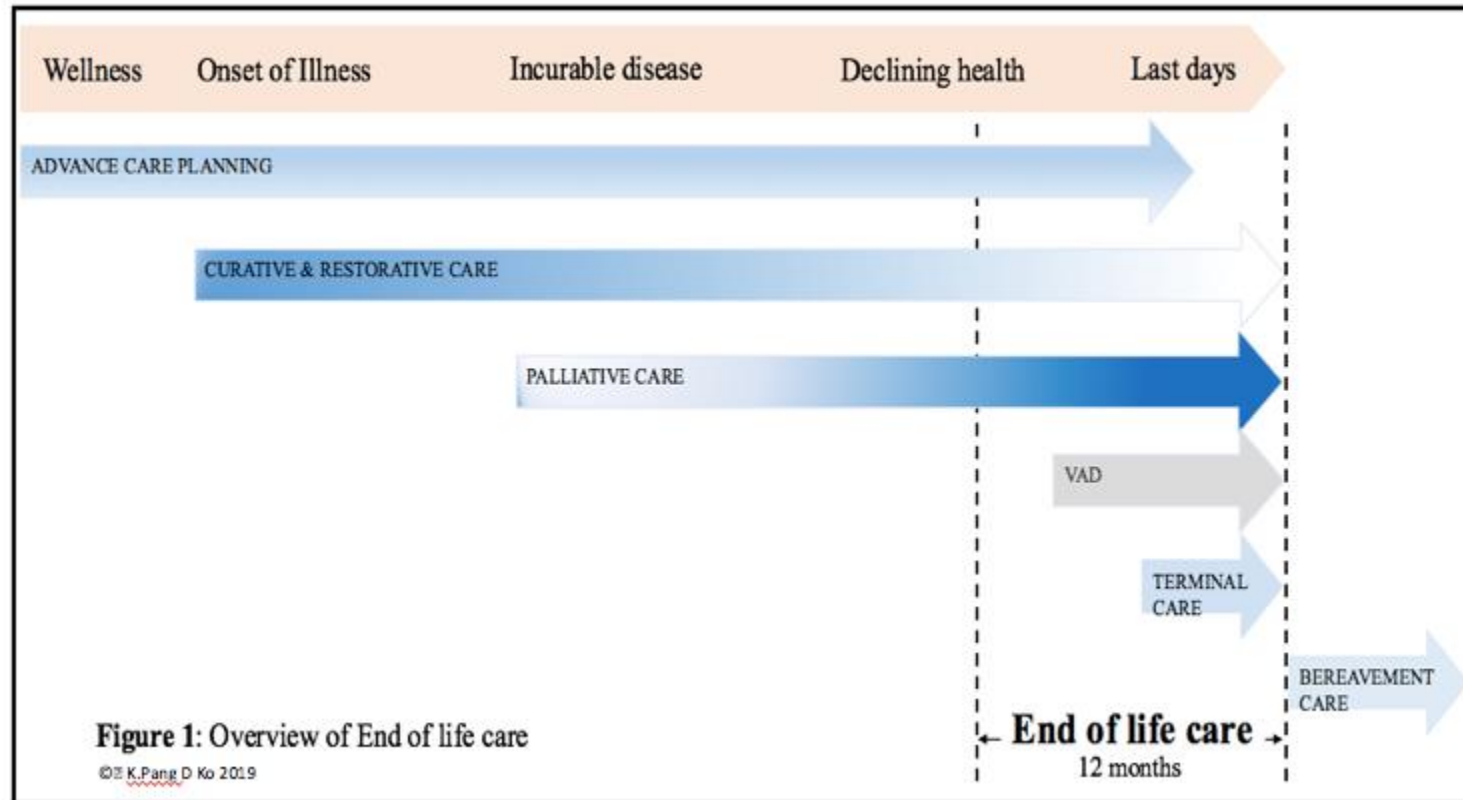 Wellness Onset of Illness Incurable disease Declining health Last days
ADVANCE CARE PLANNING
CURATIVE & RESTORATIVE CARE
PALLIATIVE CARE
VAD
TERMINAL
CARE
BEREAVEMENT
CARE
Figure 1: Overview of End of life care
© K.Pang D Ko 2019
End of life care
12 months